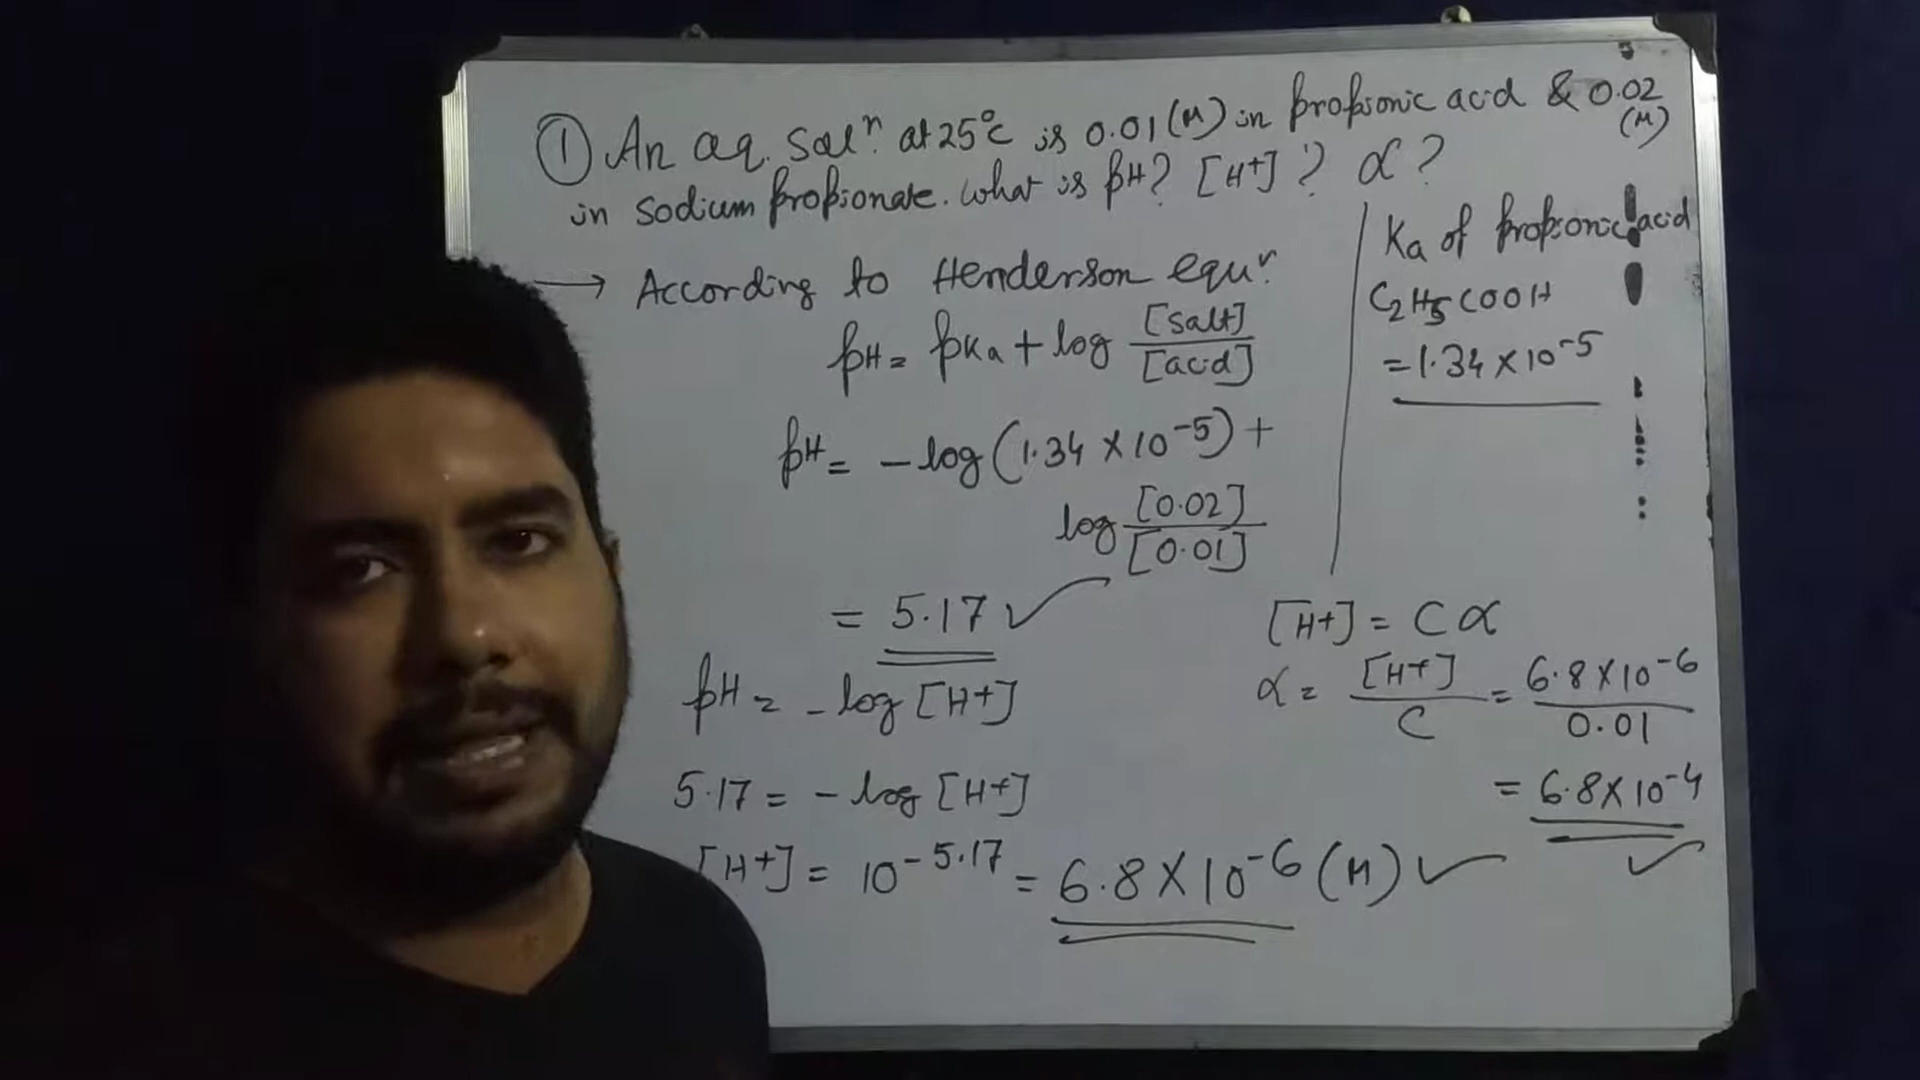 ① An aq. solⁿ. at 25°c is 0.01 (M) in propionic acid & 0.02 (M)
in sodium propionate. What is pH? [H+] ? α ?
→ According to Henderson equⁿ.
pH = pKa + log [salt] / [acid]
pH = - log (1.34 × 10⁻⁵) +
log [0.02] / [0.01]
= 5.17 ✓
pH = - log [H+]
5.17 = - log [H+]
[H+] = 10⁻⁵·¹⁷ = 6.8 × 10⁻⁶ (M) ✓
Ka of propionic acid
C₂H₅COOH
= 1.34 × 10⁻⁵
[H+] = C α
α = [H+] / C = 6.8 × 10⁻⁶ / 0.01
= 6.8 × 10⁻⁴ ✓